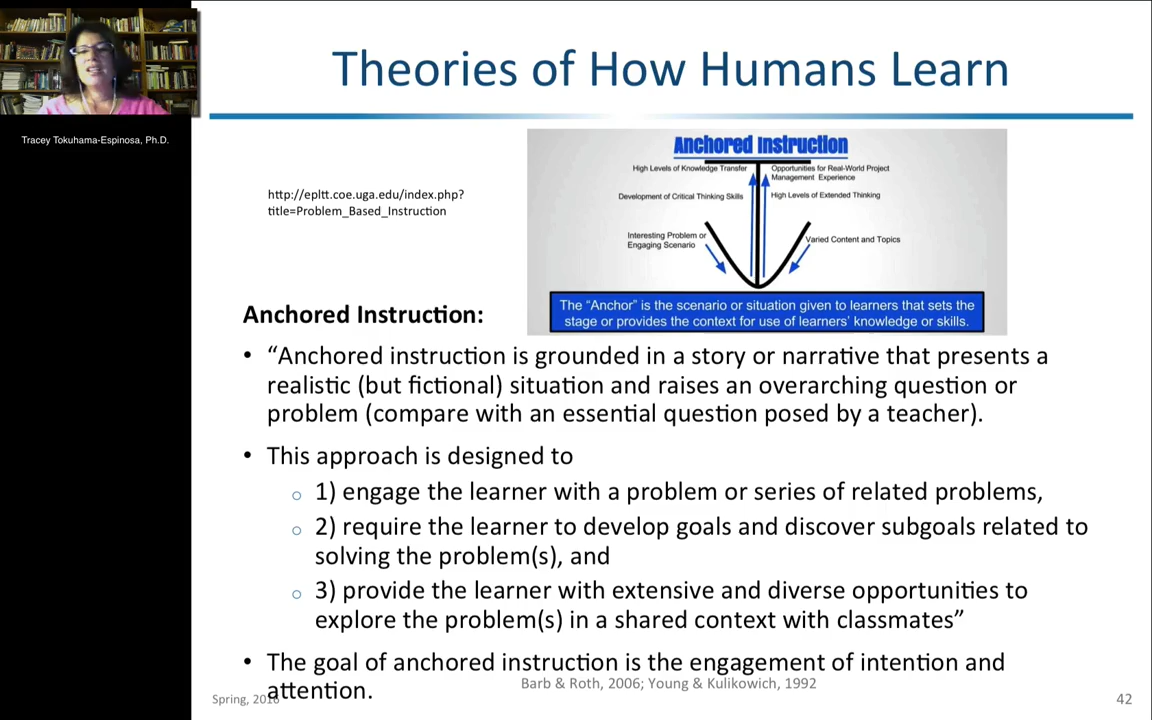 Theories of How Humans Learn
Tracey Tokuhama-Espinosa, Ph.D.
http://epltt.coe.uga.edu/index.php?
title=Problem_Based_Instruction
Anchored Instruction
High Levels of Knowledge Transfer
Opportunities for Real-World Project
Management Experience
Development of Critical Thinking Skills
High Levels of Extended Thinking
Interesting Problem or
Engaging Scenario
Varied Content and Topics
The “Anchor” is the scenario or situation given to learners that sets the
stage or provides the context for use of learners’ knowledge or skills.
Anchored Instruction:
• “Anchored instruction is grounded in a story or narrative that presents a
realistic (but fictional) situation and raises an overarching question or
problem (compare with an essential question posed by a teacher).
• This approach is designed to
○ 1) engage the learner with a problem or series of related problems,
○ 2) require the learner to develop goals and discover subgoals related to
solving the problem(s), and
○ 3) provide the learner with extensive and diverse opportunities to
explore the problem(s) in a shared context with classmates”
• The goal of anchored instruction is the engagement of intention and
attention.
Barb & Roth, 2006; Young & Kulikowich, 1992
Spring, 2016
42